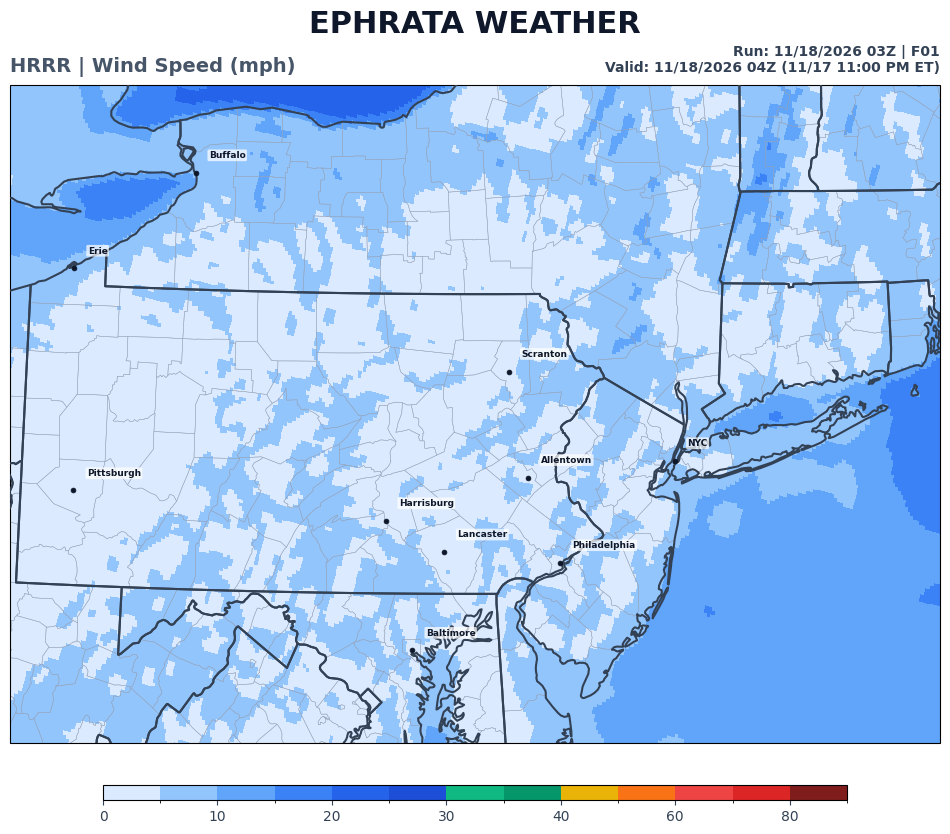 EPHRATA WEATHER
HRRR | Wind Speed (mph)
Run: 11/18/2026 03Z | F01
Valid: 11/18/2026 04Z (11/17 11:00 PM ET)
Buffalo
Erie
Scranton
NYC
Allentown
Pittsburgh
Harrisburg
Lancaster
Philadelphia
Baltimore
0 10 20 30 40 50 60 70 80